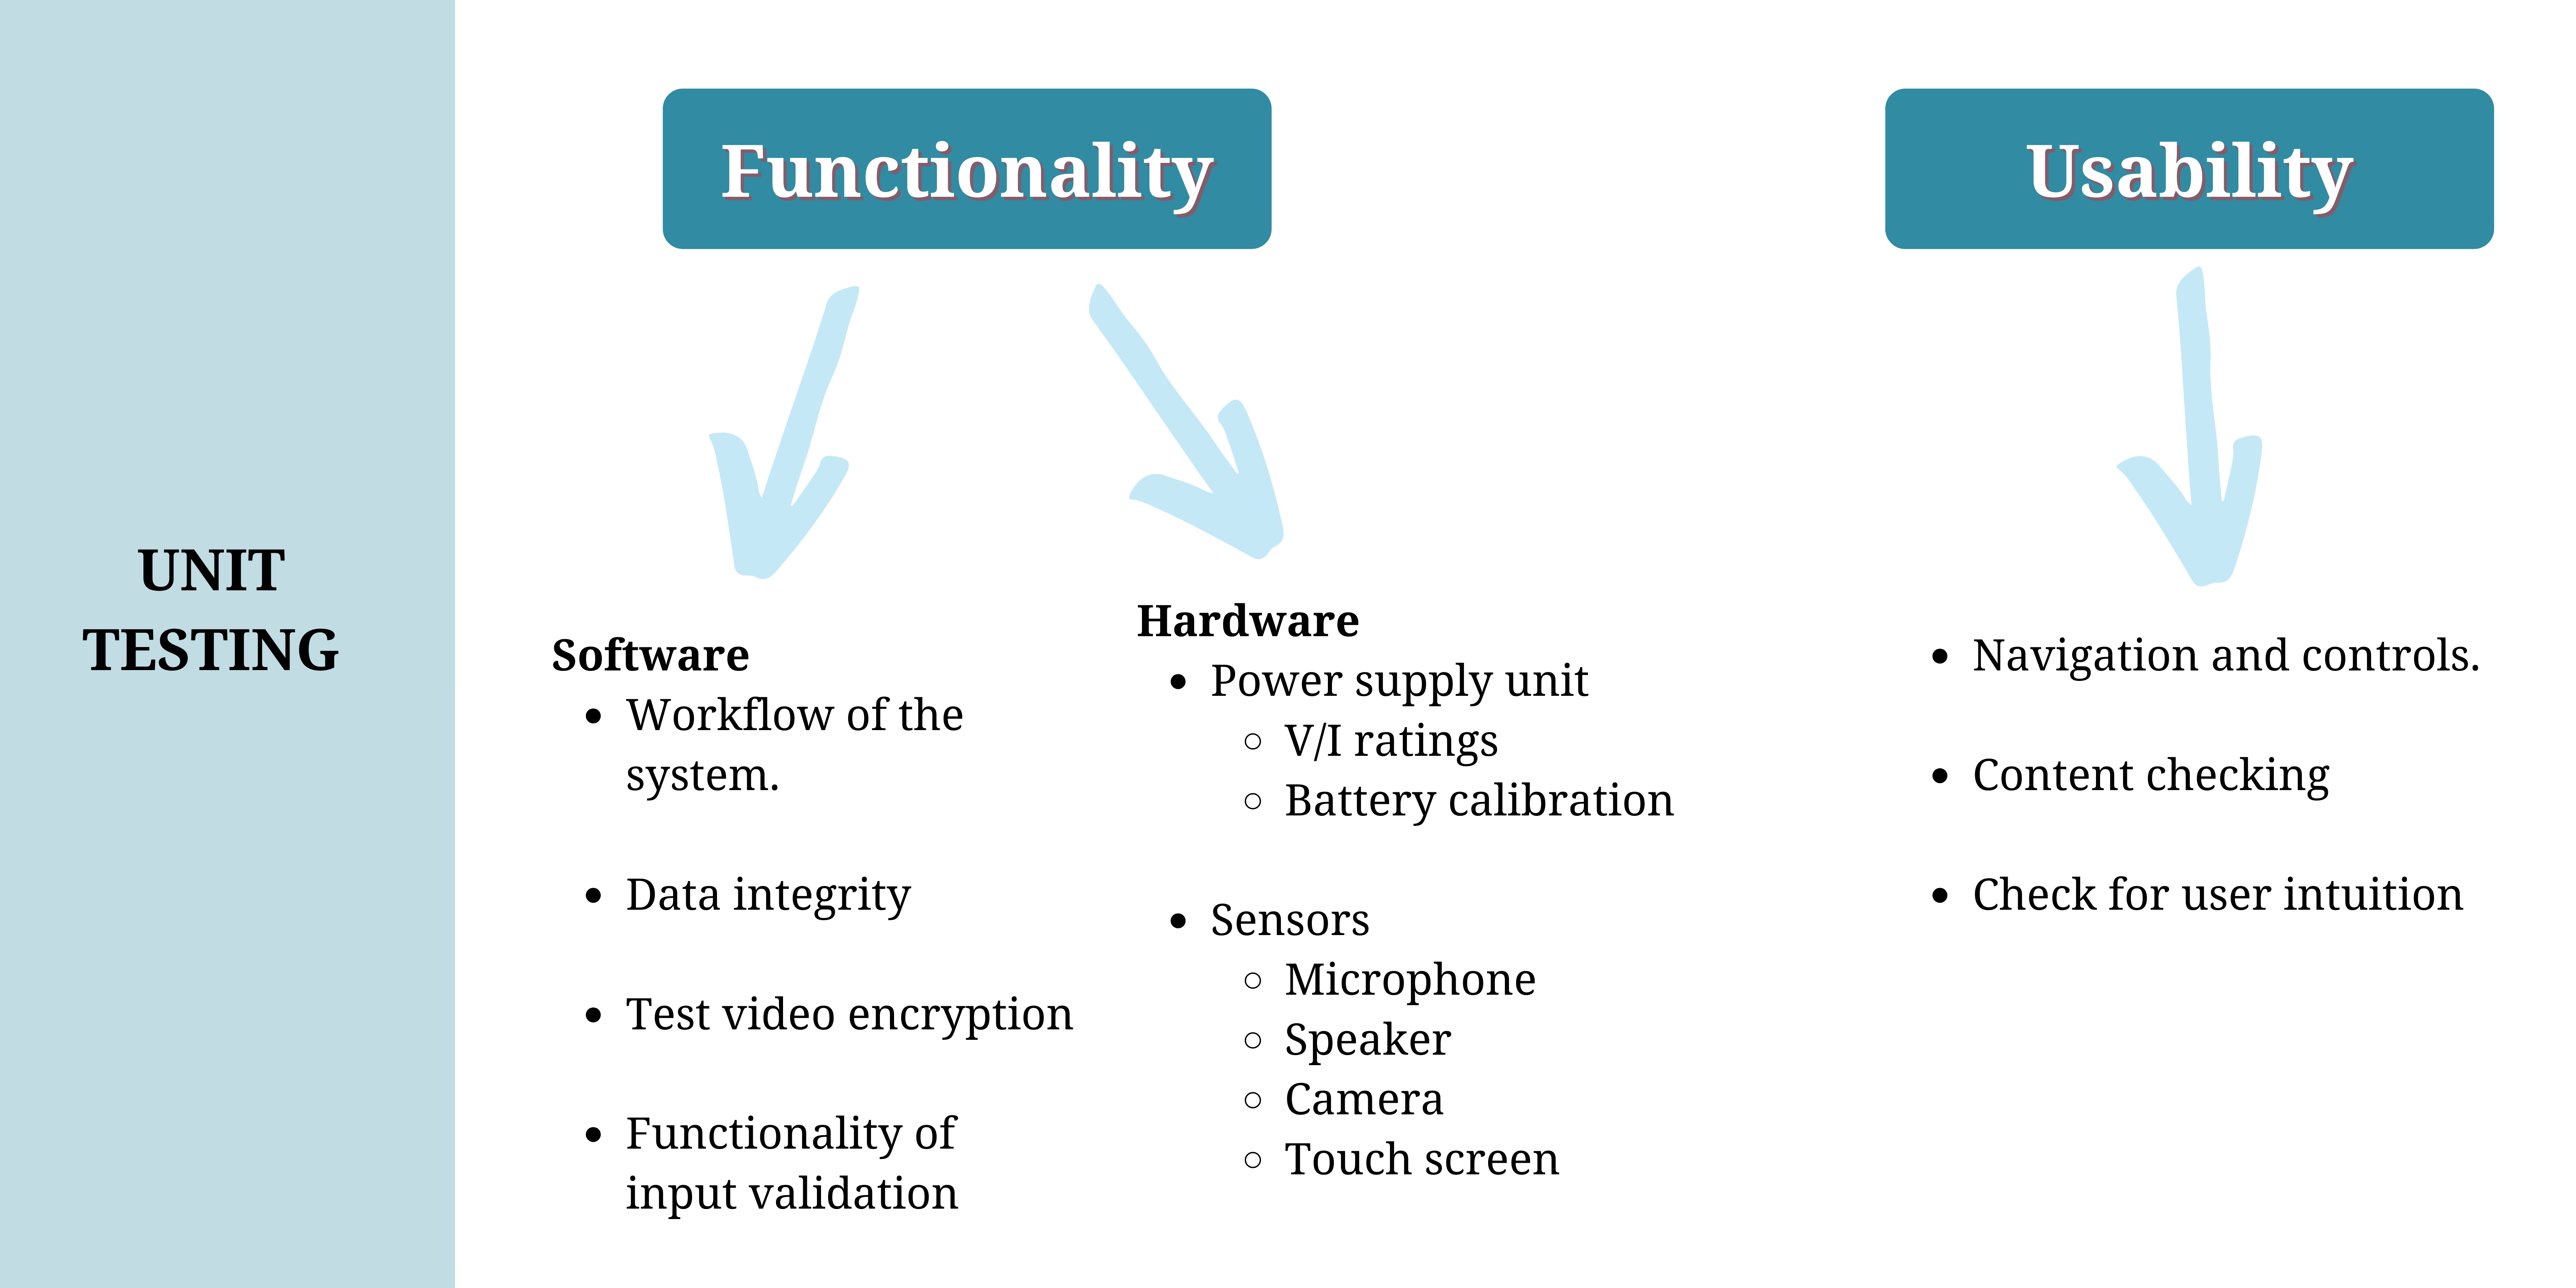 UNIT
TESTING
Functionality
Software
• Workflow of the
system.
• Data integrity
• Test video encryption
• Functionality of
input validation
Hardware
• Power supply unit
○ V/I ratings
○ Battery calibration
• Sensors
○ Microphone
○ Speaker
○ Camera
○ Touch screen
Usability
• Navigation and controls.
• Content checking
• Check for user intuition